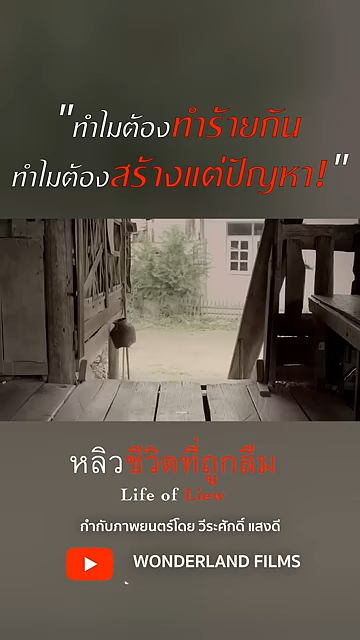 "ทำไมต้องทำร้ายกัน
ทำไมต้องสร้างแต่ปัญหา!"
หลิวชีวิตที่ถูกลืม
Life of Liew
กำกับภาพยนตร์โดย วีระศักดิ์ แสงดี
WONDERLAND FILMS